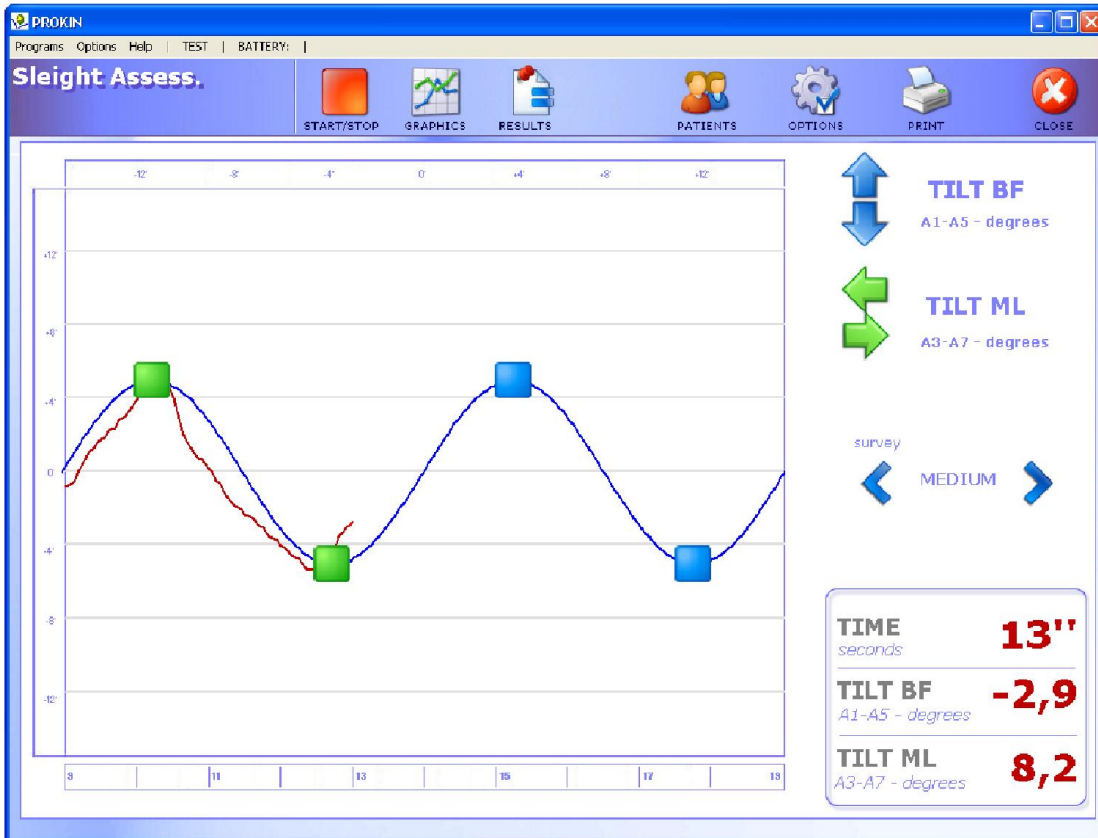 PROKIN
Programs Options Help | TEST | BATTERY: |
Sleight Assess.
START/STOP GRAPHICS RESULTS PATIENTS OPTIONS PRINT CLOSE
-12° -8° -4° 0° +4° +8° +12°
+12°
+8°
+4°
0
-4°
-8°
-12°
9 11 13 15 17 19
TILT BF
A1-A5 - degrees
TILT ML
A3-A7 - degrees
survey
MEDIUM
TIME 13''
seconds
TILT BF -2,9
A1-A5 - degrees
TILT ML 8,2
A3-A7 - degrees